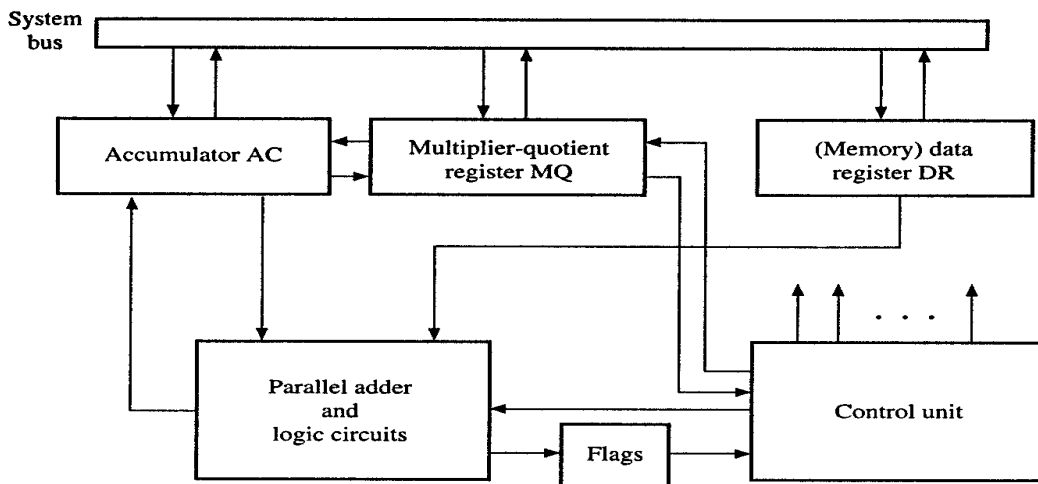 System
bus
Accumulator AC
Multiplier-quotient
register MQ
(Memory) data
register DR
. . .
Parallel adder
and
logic circuits
Control unit
Flags